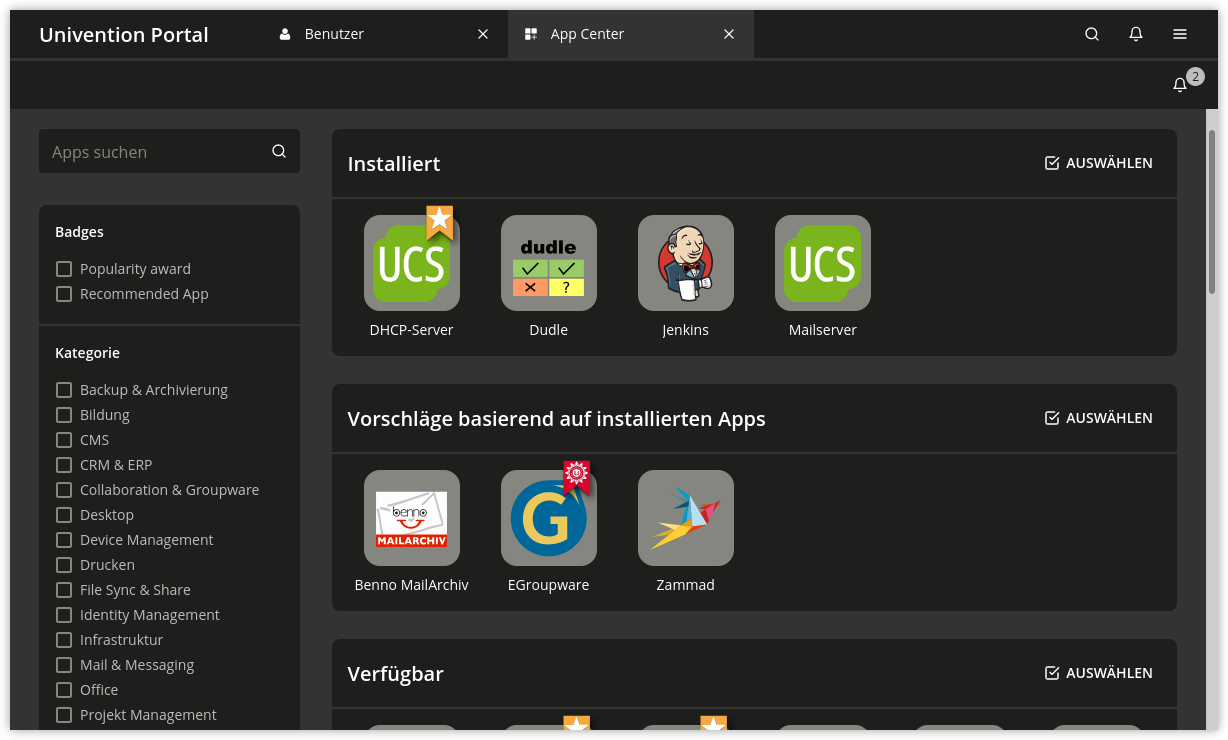 Univention Portal
Benutzer
App Center
2
Apps suchen
Badges
Popularity award
Recommended App
Kategorie
Backup & Archivierung
Bildung
CMS
CRM & ERP
Collaboration & Groupware
Desktop
Device Management
Drucken
File Sync & Share
Identity Management
Infrastruktur
Mail & Messaging
Office
Projekt Management
Installiert
AUSWÄHLEN
UCS
dudle
?
UCS
DHCP-Server
Dudle
Jenkins
Mailserver
Vorschläge basierend auf installierten Apps
AUSWÄHLEN
benno
MAILARCHIV
G
Benno MailArchiv
EGroupware
Zammad
Verfügbar
AUSWÄHLEN